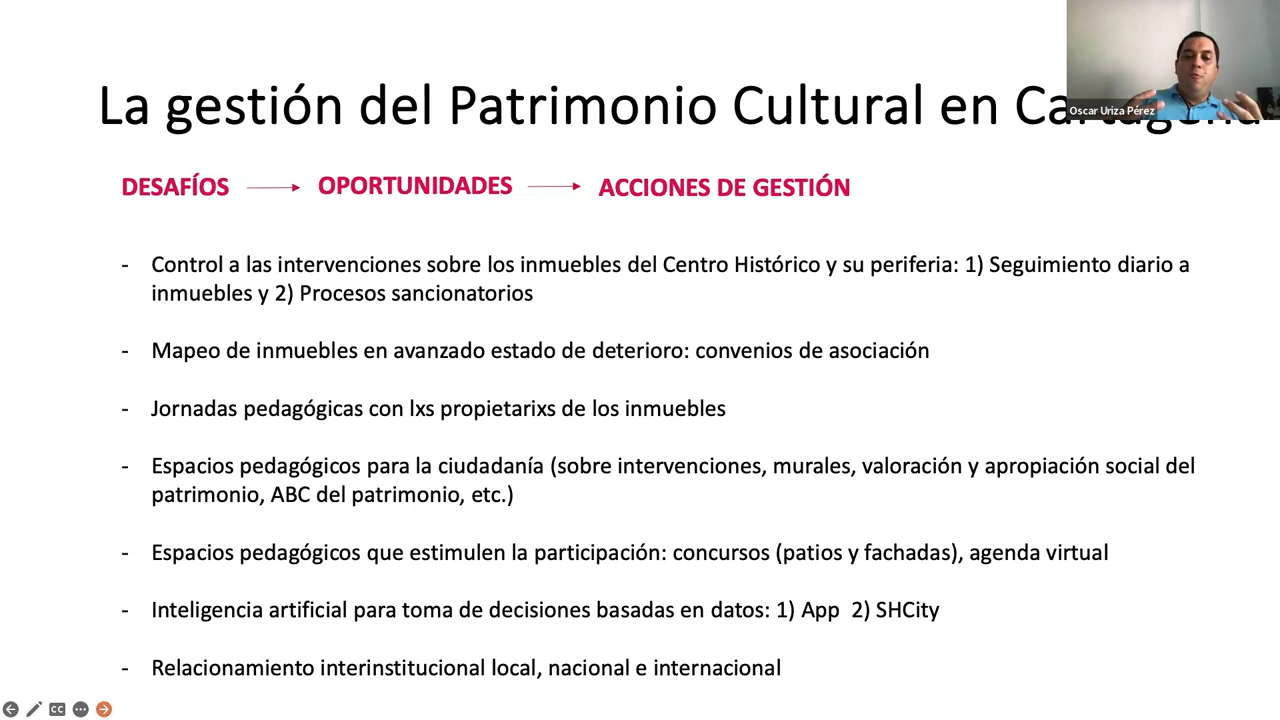 La gestión del Patrimonio Cultural en Cartagena
Oscar Uriza Pérez
DESAFÍOS OPORTUNIDADES ACCIONES DE GESTIÓN
- Control a las intervenciones sobre los inmuebles del Centro Histórico y su periferia: 1) Seguimiento diario a
inmuebles y 2) Procesos sancionatorios
- Mapeo de inmuebles en avanzado estado de deterioro: convenios de asociación
- Jornadas pedagógicas con lxs propietarixs de los inmuebles
- Espacios pedagógicos para la ciudadanía (sobre intervenciones, murales, valoración y apropiación social del
patrimonio, ABC del patrimonio, etc.)
- Espacios pedagógicos que estimulen la participación: concursos (patios y fachadas), agenda virtual
- Inteligencia artificial para toma de decisiones basadas en datos: 1) App 2) SHCity
- Relacionamiento interinstitucional local, nacional e internacional
CC